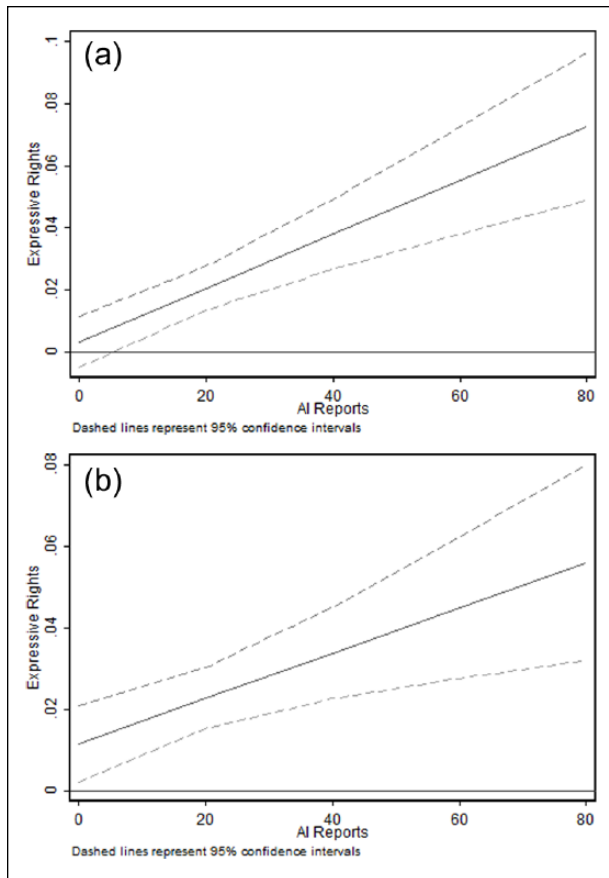 (a)
Expressive Rights
.1
.08
.06
.04
.02
0
0 20 40 60 80
AI Reports
Dashed lines represent 95% confidence intervals
(b)
Expressive Rights
.08
.06
.04
.02
0
0 20 40 60 80
AI Reports
Dashed lines represent 95% confidence intervals